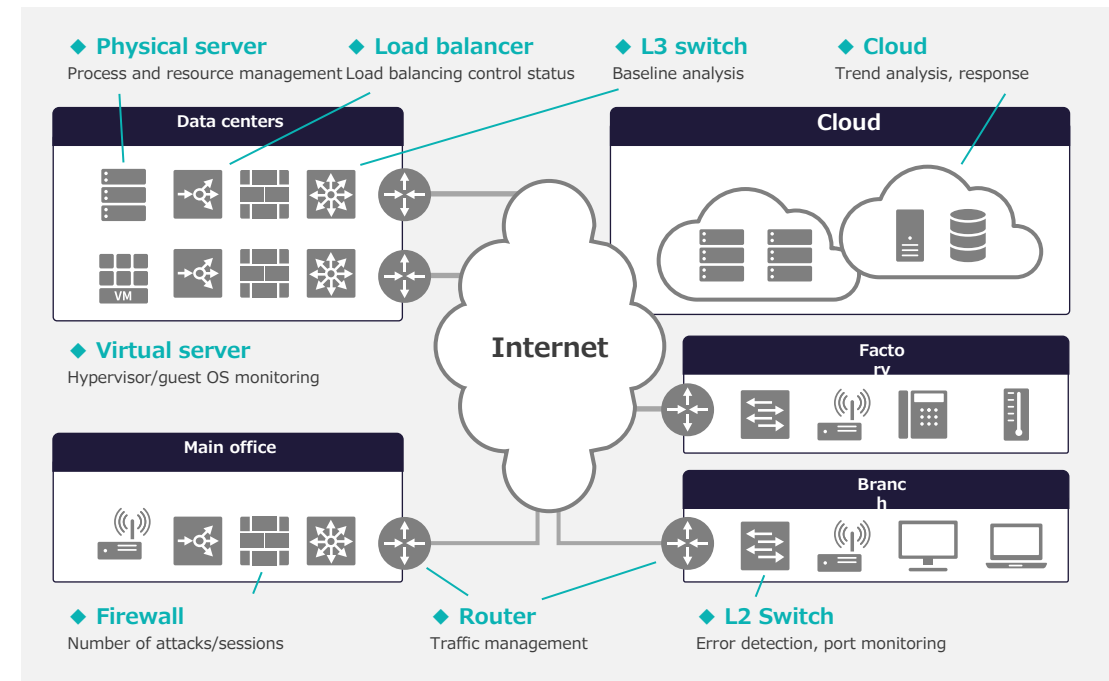 ◆ Physical server
Process and resource management
◆ Load balancer
Load balancing control status
◆ L3 switch
Baseline analysis
◆ Cloud
Trend analysis, response
Data centers
Cloud
VM
Internet
◆ Virtual server
Hypervisor/guest OS monitoring
Facto
ry
Main office
Branc
h
◆ Firewall
Number of attacks/sessions
◆ Router
Traffic management
◆ L2 Switch
Error detection, port monitoring